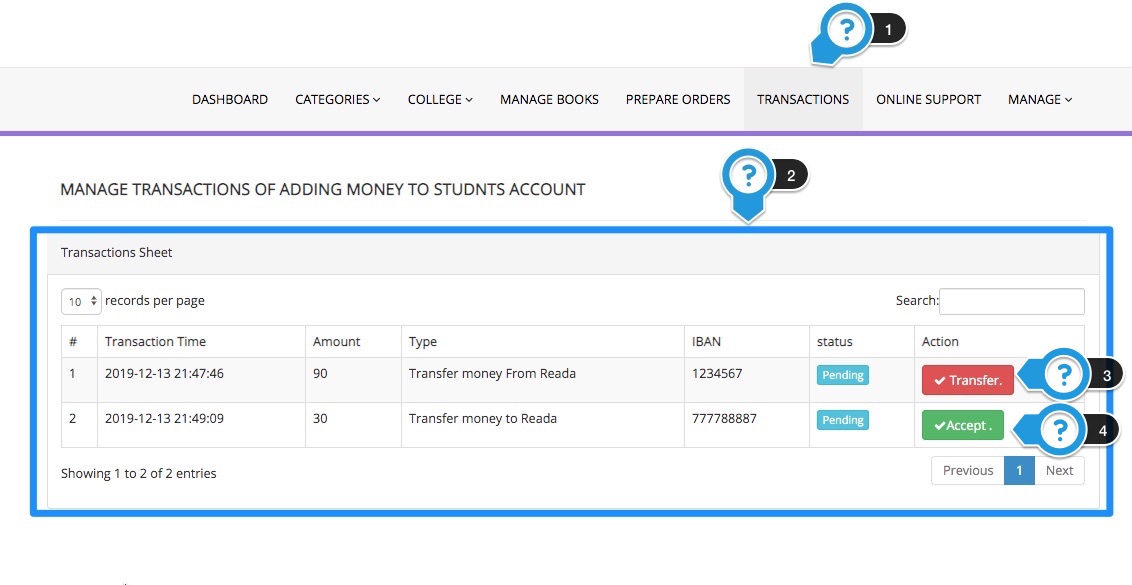 ? 1
DASHBOARD CATEGORIES COLLEGE MANAGE BOOKS PREPARE ORDERS TRANSACTIONS ONLINE SUPPORT MANAGE
? 2
MANAGE TRANSACTIONS OF ADDING MONEY TO STUDNTS ACCOUNT
Transactions Sheet
10 records per page Search:
# Transaction Time Amount Type IBAN status Action
1 2019-12-13 21:47:46 90 Transfer money From Reada 1234567 Pending Transfer. ? 3
2 2019-12-13 21:49:09 30 Transfer money to Reada 777788887 Pending Accept . ? 4
Showing 1 to 2 of 2 entries Previous 1 Next